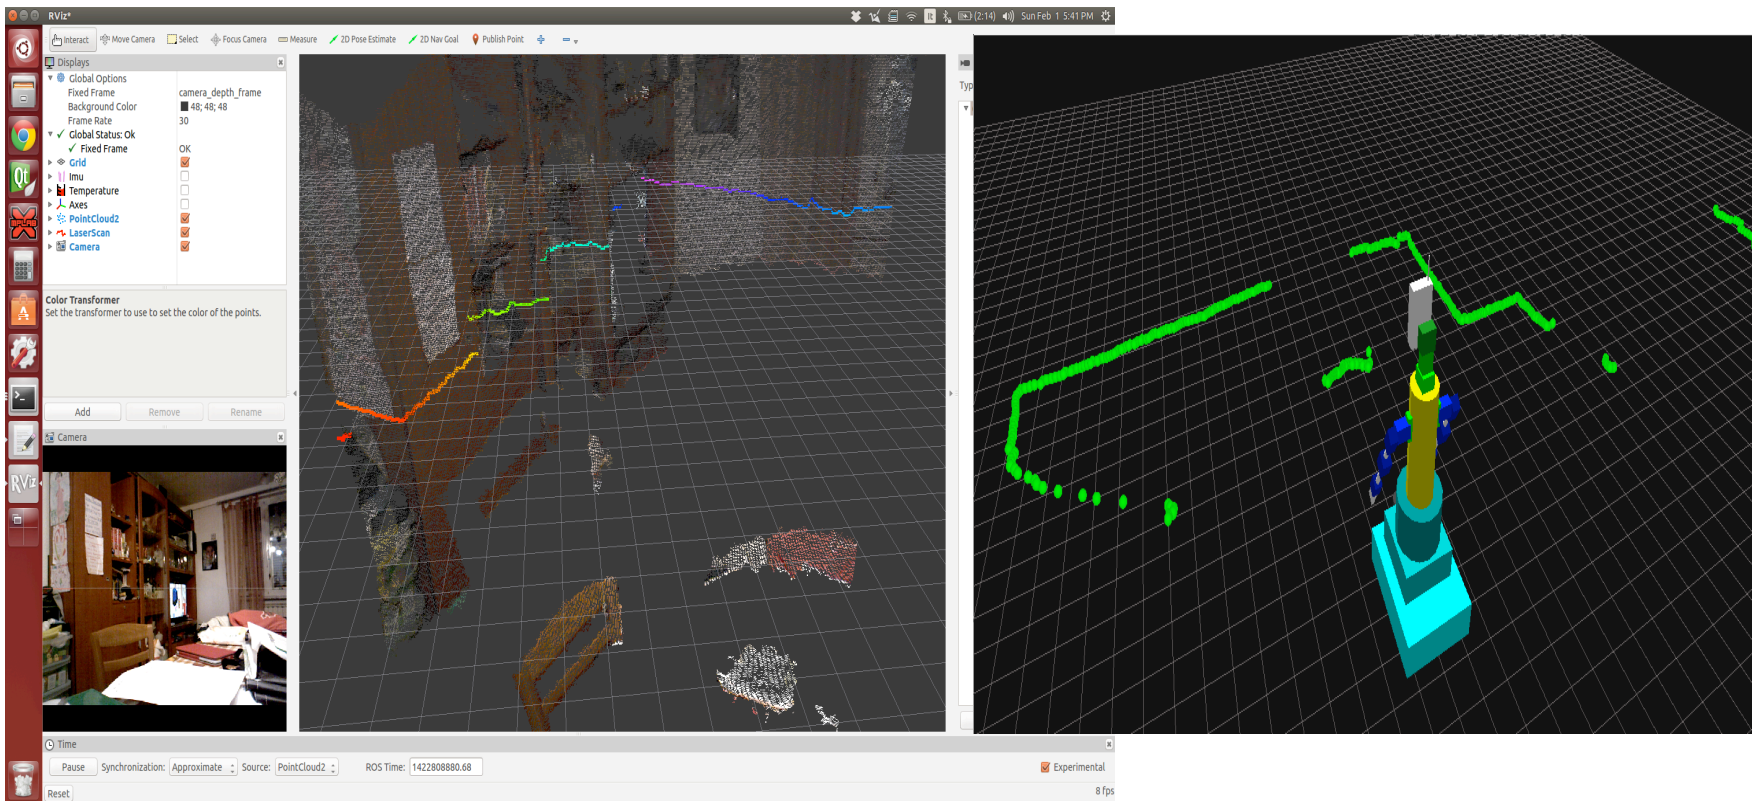 RViz*
It
(2:14)
Sun Feb 1 5:41 PM
Interact
Move Camera
Select
Focus Camera
Measure
2D Pose Estimate
2D Nav Goal
Publish Point
Displays
Global Options
Fixed Frame camera_depth_frame
Background Color 48; 48; 48
Frame Rate 30
Global Status: Ok
Fixed Frame OK
Grid
Imu
Temperature
Axes
PointCloud2
LaserScan
Camera
Color Transformer
Set the transformer to use to set the color of the points.
Add
Remove
Rename
Camera
Typ
Qt
A
RViz
Time
Pause
Synchronization: Approximate
Source: PointCloud2
ROS Time: 1422808880.68
Experimental
Reset
8 fps